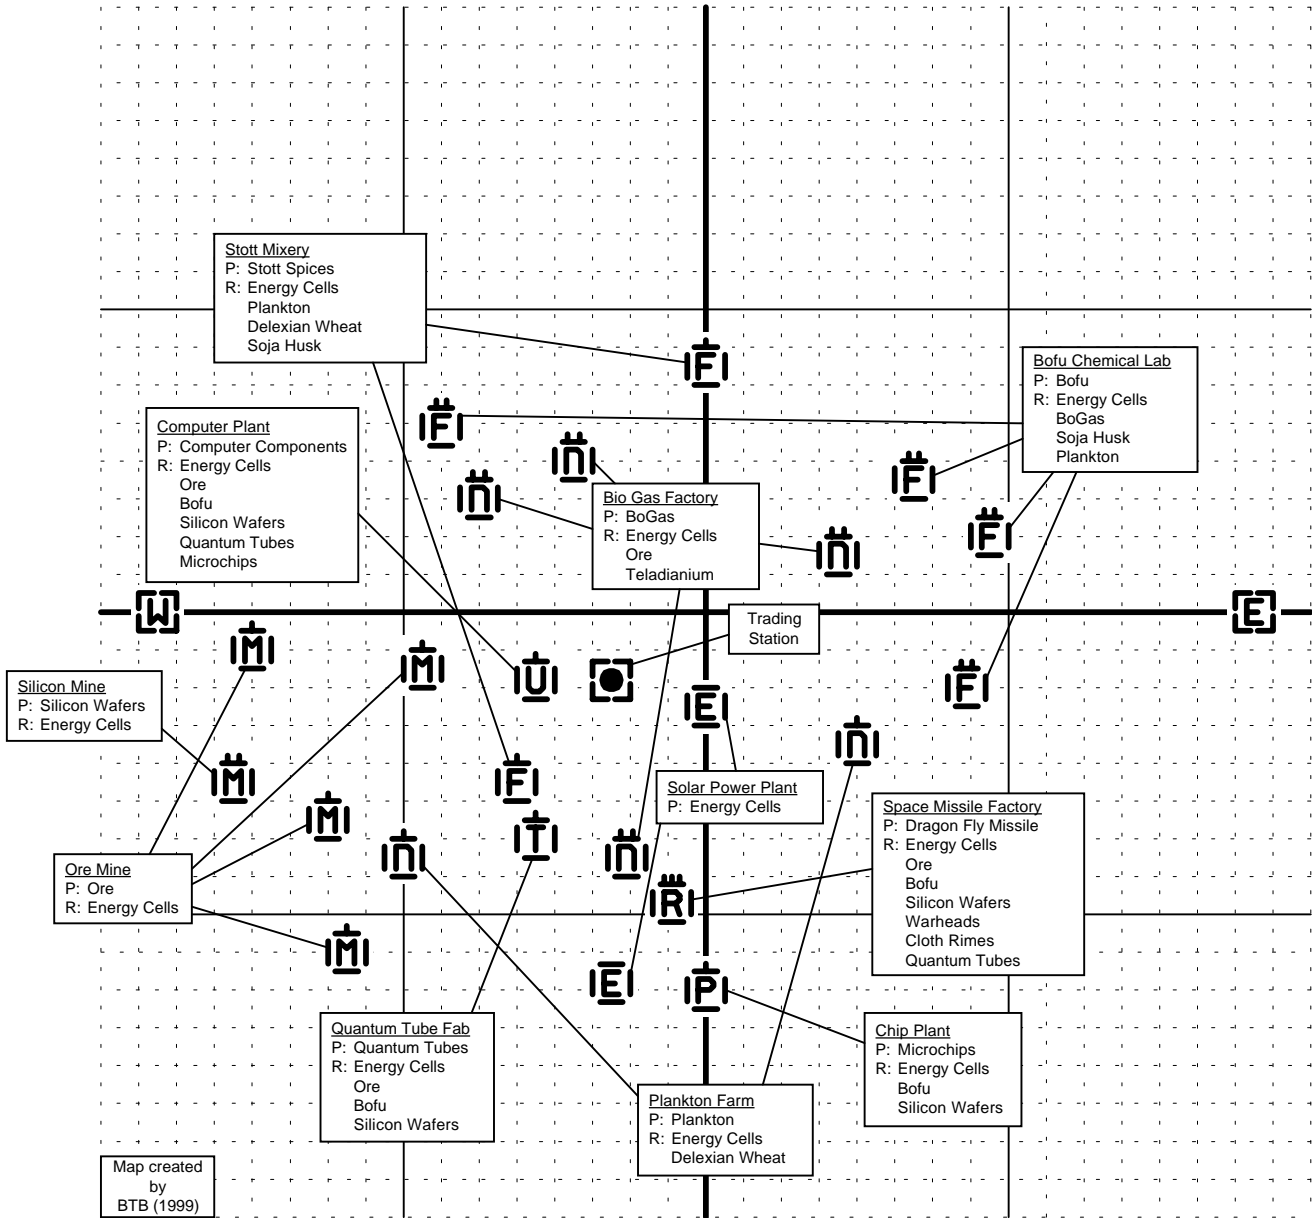 Stott Mixery
P: Stott Spices
R: Energy Cells
Plankton
Delexian Wheat
Soja Husk
F
Bofu Chemical Lab
P: Bofu
R: Energy Cells
BoGas
Soja Husk
Plankton
Computer Plant
P: Computer Components
R: Energy Cells
Ore
Bofu
Silicon Wafers
Quantum Tubes
Microchips
F
n
n
F
F
Bio Gas Factory
P: BoGas
R: Energy Cells
Ore
Teladianium
n
W
E
Trading
Station
M
M
U
F
E
Silicon Mine
P: Silicon Wafers
R: Energy Cells
M
F
n
Solar Power Plant
P: Energy Cells
M
T
n
n
Space Missile Factory
P: Dragon Fly Missile
R: Energy Cells
Ore
Bofu
Silicon Wafers
Warheads
Cloth Rimes
Quantum Tubes
Ore Mine
P: Ore
R: Energy Cells
R
M
E
P
Quantum Tube Fab
P: Quantum Tubes
R: Energy Cells
Ore
Bofu
Silicon Wafers
Chip Plant
P: Microchips
R: Energy Cells
Bofu
Silicon Wafers
Plankton Farm
P: Plankton
R: Energy Cells
Delexian Wheat
Map created
by
BTB (1999)